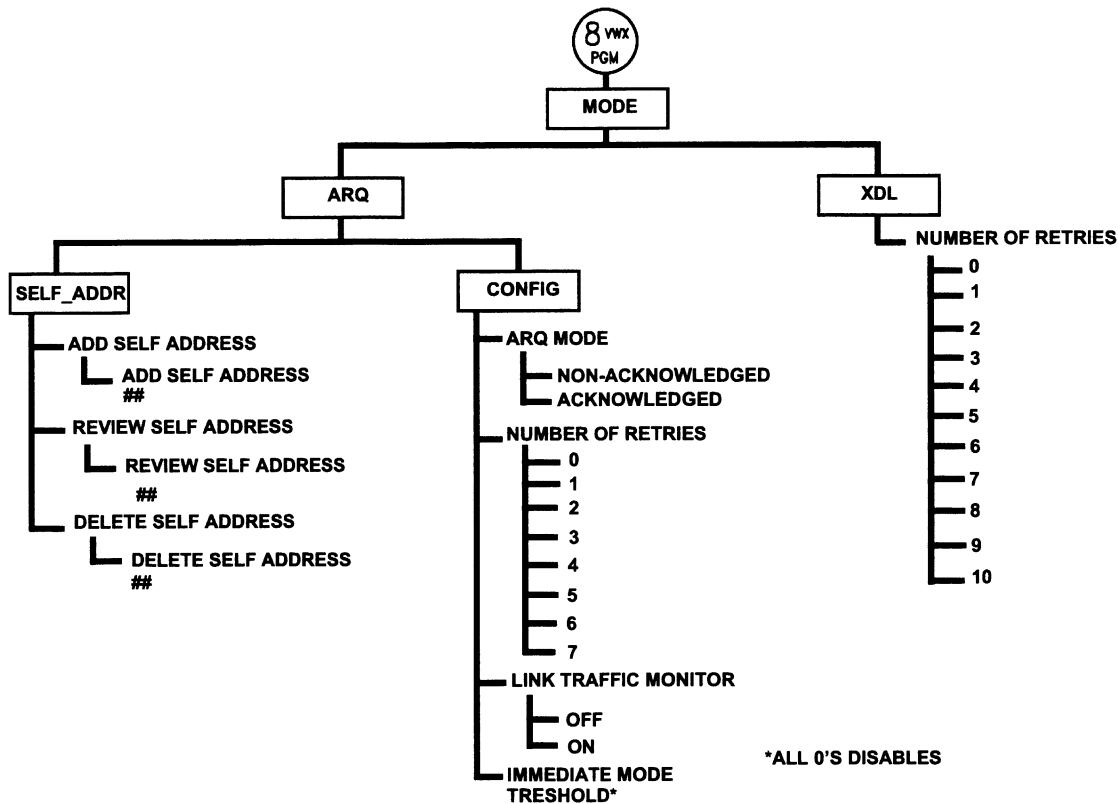 8 VWX
PGM
MODE
ARQ
XDL
SELF_ADDR
ADD SELF ADDRESS
ADD SELF ADDRESS
##
REVIEW SELF ADDRESS
REVIEW SELF ADDRESS
##
DELETE SELF ADDRESS
DELETE SELF ADDRESS
##
CONFIG
ARQ MODE
NON-ACKNOWLEDGED
ACKNOWLEDGED
NUMBER OF RETRIES
0
1
2
3
4
5
6
7
LINK TRAFFIC MONITOR
OFF
ON
IMMEDIATE MODE
TRESHOLD*
NUMBER OF RETRIES
0
1
2
3
4
5
6
7
8
9
10
*ALL 0'S DISABLES